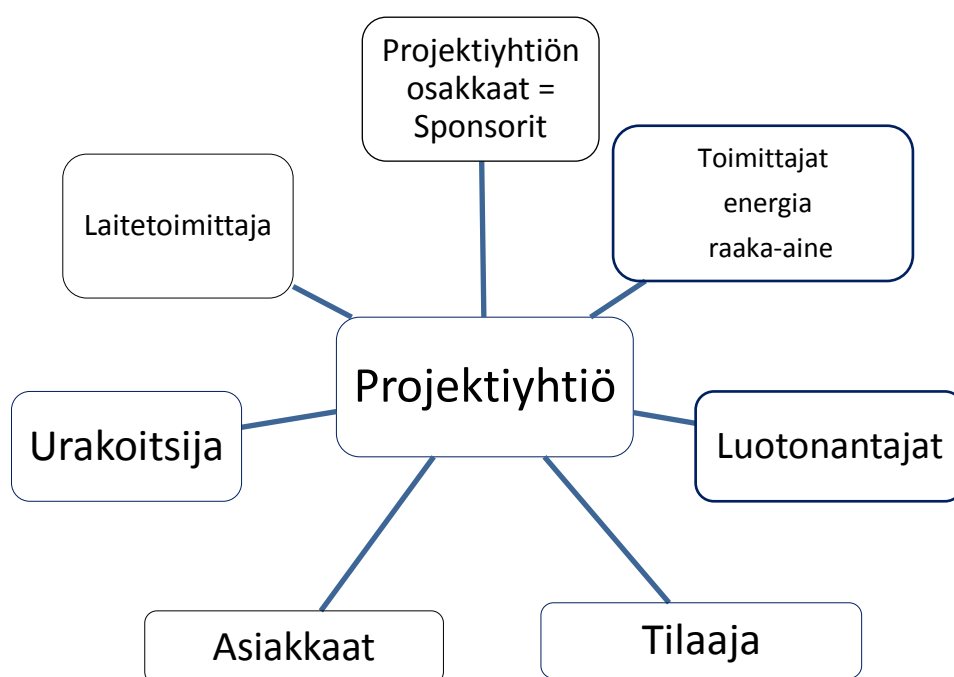 Projektiyhtiön
osakkaat =
Sponsorit
Toimittajat
energia
raaka-aine
Laitetoimittaja
Projektiyhtiö
Urakoitsija
Luotonantajat
Asiakkaat
Tilaaja